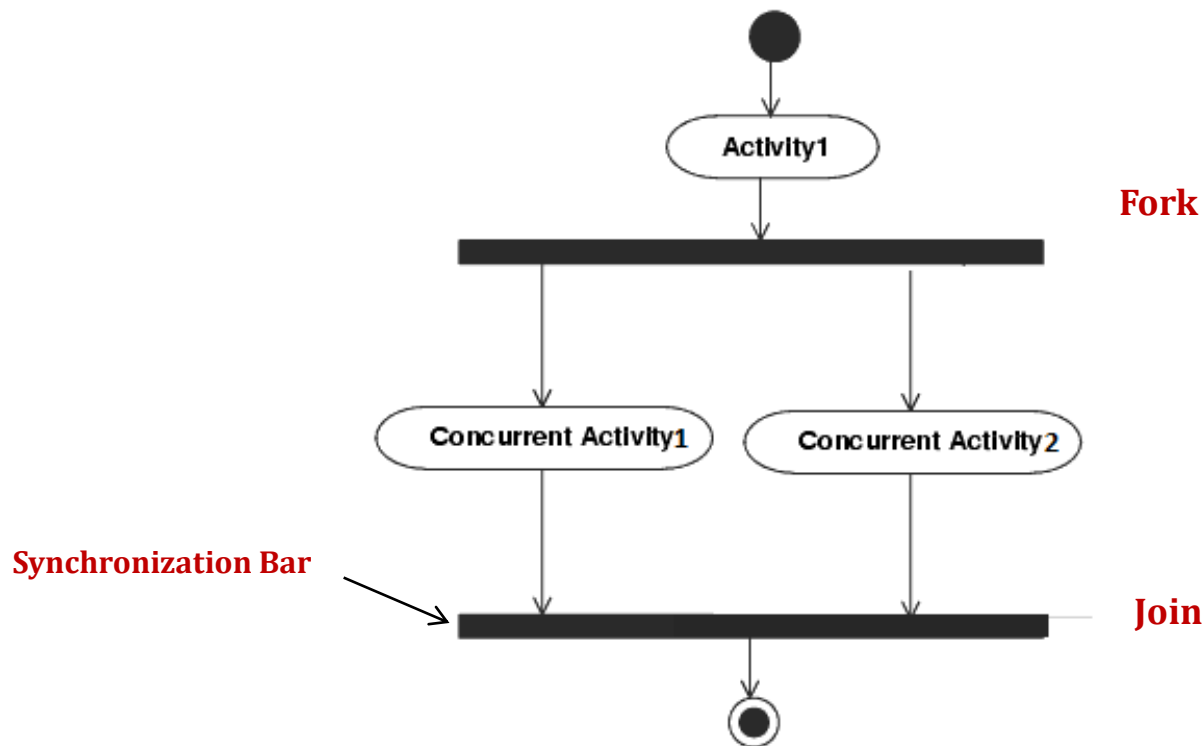 Activity1
Fork
Concurrent Activity1
Concurrent Activity2
Synchronization Bar
Join